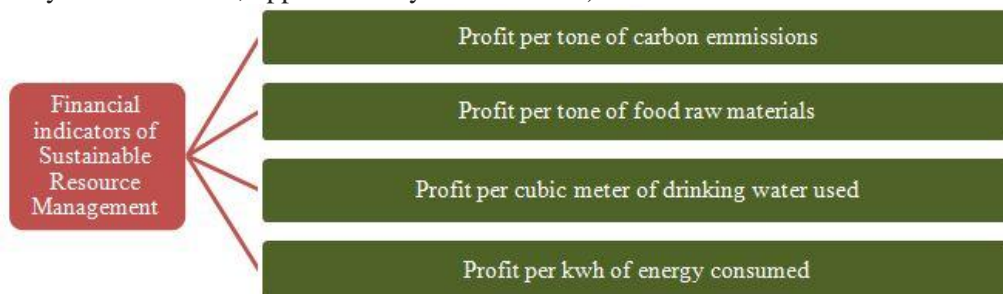 Financial
indicators of
Sustainable
Resource
Management
Profit per tone of carbon emmissions
Profit per tone of food raw materials
Profit per cubic meter of drinking water used
Profit per kwh of energy consumed